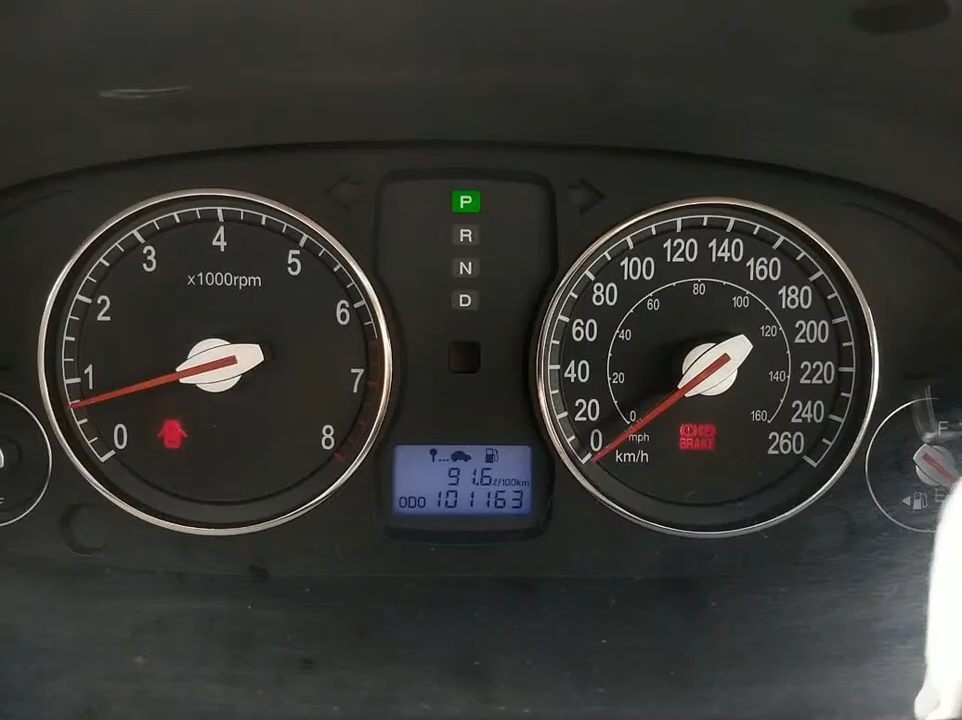 0
1
2
3
4
5
6
7
8
x1000rpm
P
R
N
D
91.6 ℓ/100km
ODO 101163
0
20
40
60
80
100
120
140
160
180
200
220
240
260
km/h
0
20
40
60
80
100
120
140
160
mph
BRAKE
F
E